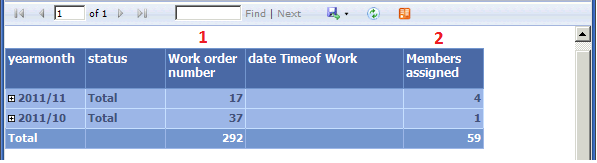 1 of 1 Find | Next
1 2
yearmonth status Work order number date Timeof Work Members assigned
2011/11 Total 17 4
2011/10 Total 37 1
Total 292 59